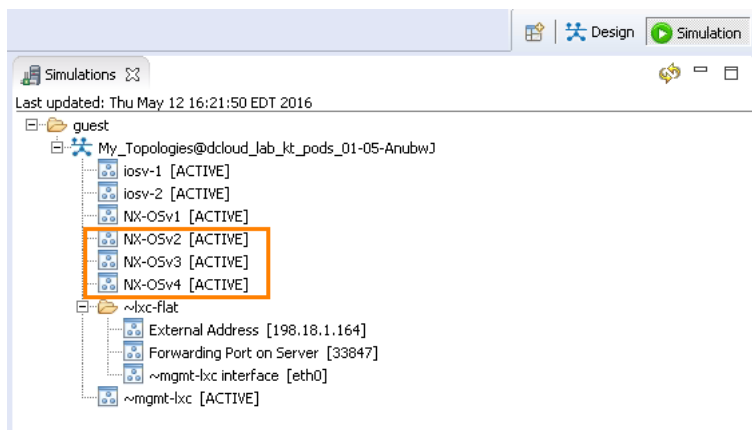 Design
Simulation
Simulations
Last updated: Thu May 12 16:21:50 EDT 2016
guest
My_Topologies@dcloud_lab_kt_pods_01-05-AnubwJ
iosv-1 [ACTIVE]
iosv-2 [ACTIVE]
NX-OSv1 [ACTIVE]
NX-OSv2 [ACTIVE]
NX-OSv3 [ACTIVE]
NX-OSv4 [ACTIVE]
~lxc-flat
External Address [198.18.1.164]
Forwarding Port on Server [33847]
~mgmt-lxc interface [eth0]
~mgmt-lxc [ACTIVE]